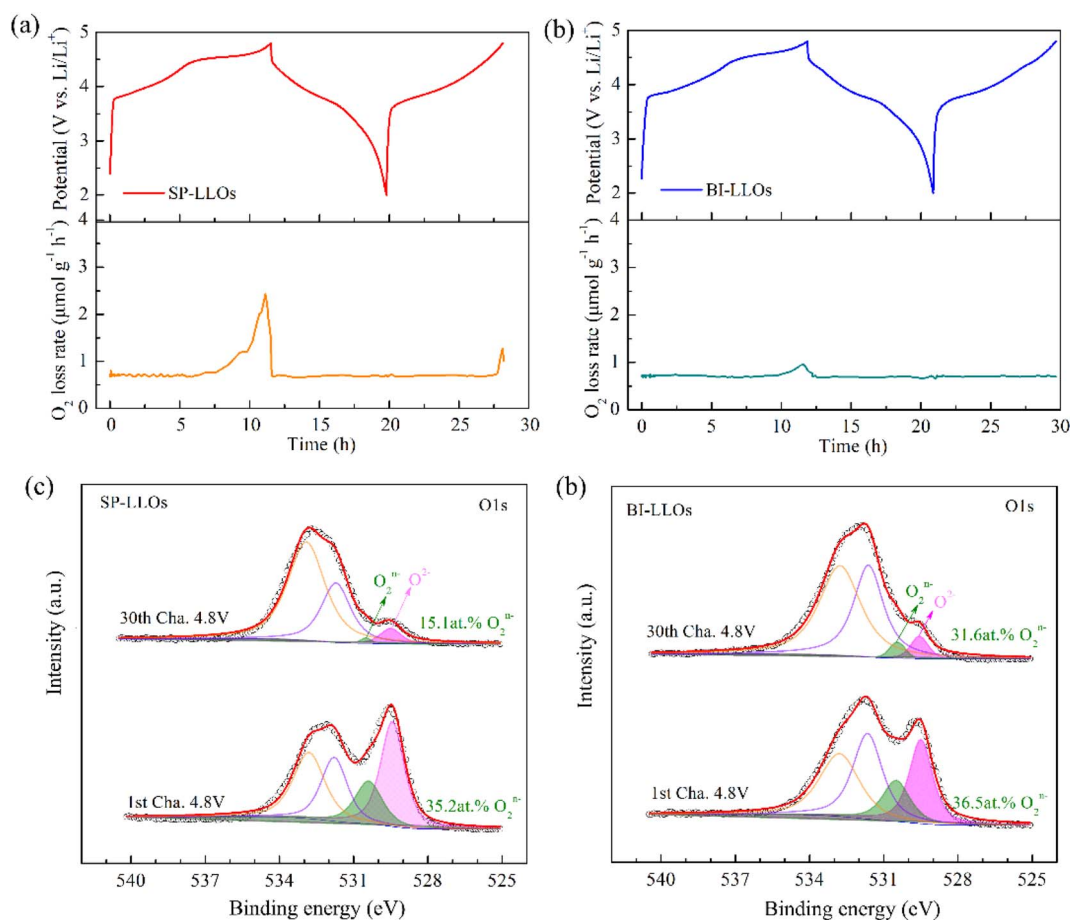 (a)
5
4
3
2
4
3
2
1
0
Potential (V vs. Li/Li⁺)
SP-LLOs
O₂ loss rate (μmol g⁻¹ h⁻¹)
0 5 10 15 20 25 30
Time (h)
(b)
5
4
3
2
4
3
2
1
0
Potential (V vs. Li/Li
BI-LLOs
O₂ loss rate (μmol g⁻¹ h⁻¹)
0 5 10 15 20 25 30
Time (h)
(c)
SP-LLOs O1s
O₂ⁿ⁻ O²⁻
30th Cha. 4.8V 15.1at.% O₂ⁿ⁻
1st Cha. 4.8V 35.2at.% O₂ⁿ⁻
Intensity (a.u.)
540 537 534 531 528 525
Binding energy (eV)
(b)
BI-LLOs O1s
O₂ⁿ⁻ O²⁻
30th Cha. 4.8V 31.6at.% O₂ⁿ⁻
1st Cha. 4.8V 36.5at.% O₂ⁿ⁻
Intensity (a.u.)
540 537 534 531 528 525
Binding energy (eV)